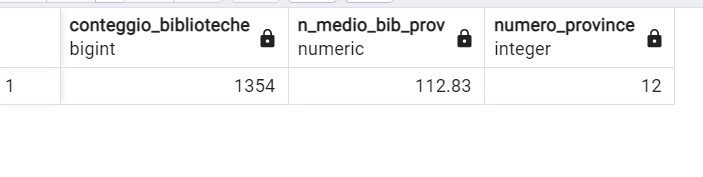 conteggio_biblioteche n_medio_bib_prov numero_province
bigint numeric integer
1 1354 112.83 12